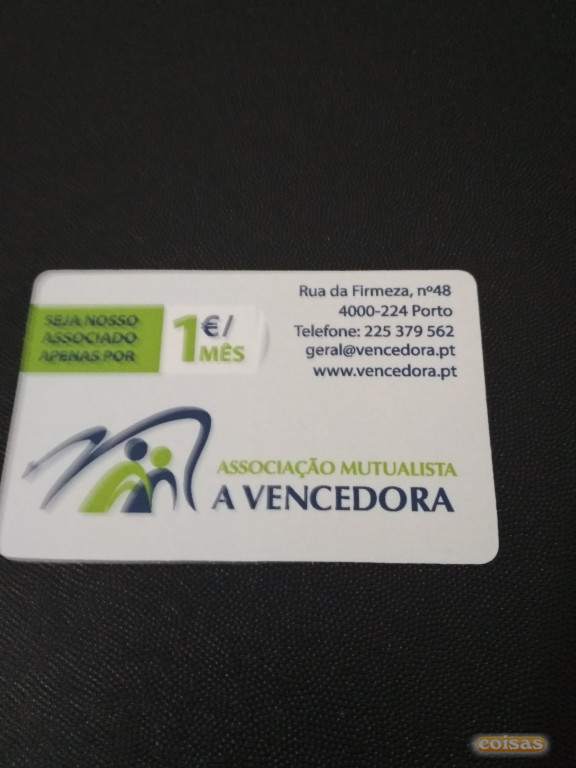 SEJA NOSSO
ASSOCIADO
APENAS POR
1€/
MÊS
Rua da Firmeza, nº48
4000-224 Porto
Telefone: 225 379 562
geral@vencedora.pt
www.vencedora.pt
ASSOCIAÇÃO MUTUALISTA
A VENCEDORA
coisas